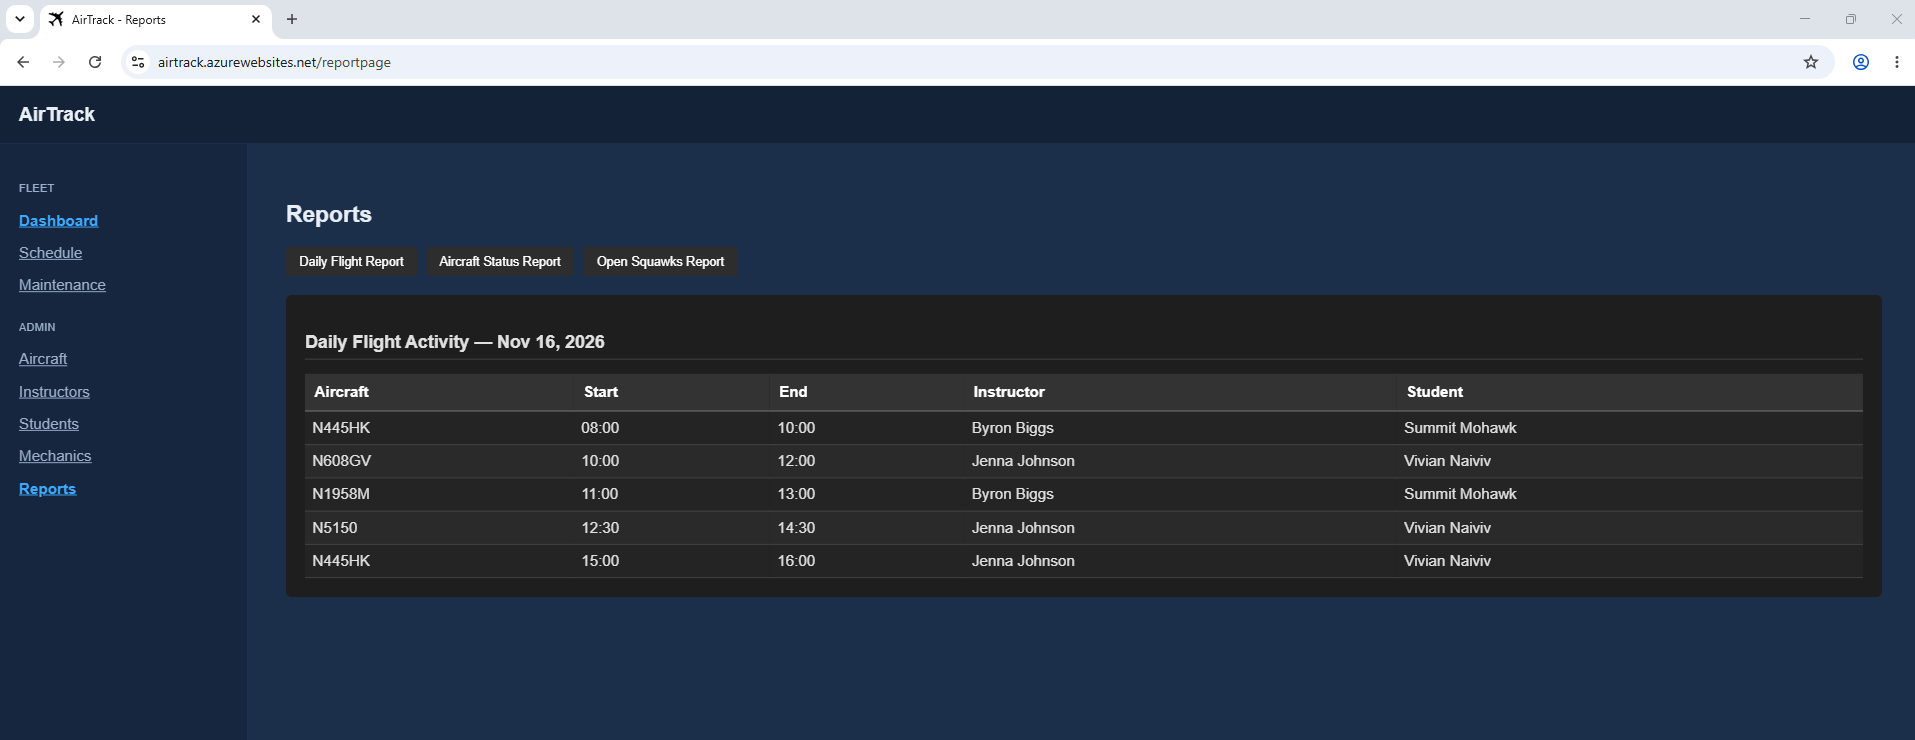 AirTrack - Reports
airtrack.azurewebsites.net/reportpage
AirTrack
FLEET
Dashboard
Schedule
Maintenance
ADMIN
Aircraft
Instructors
Students
Mechanics
Reports
Reports
Daily Flight Report Aircraft Status Report Open Squawks Report
Daily Flight Activity — Nov 16, 2026
Aircraft Start End Instructor Student
N445HK 08:00 10:00 Byron Biggs Summit Mohawk
N608GV 10:00 12:00 Jenna Johnson Vivian Naiviv
N1958M 11:00 13:00 Byron Biggs Summit Mohawk
N5150 12:30 14:30 Jenna Johnson Vivian Naiviv
N445HK 15:00 16:00 Jenna Johnson Vivian Naiviv